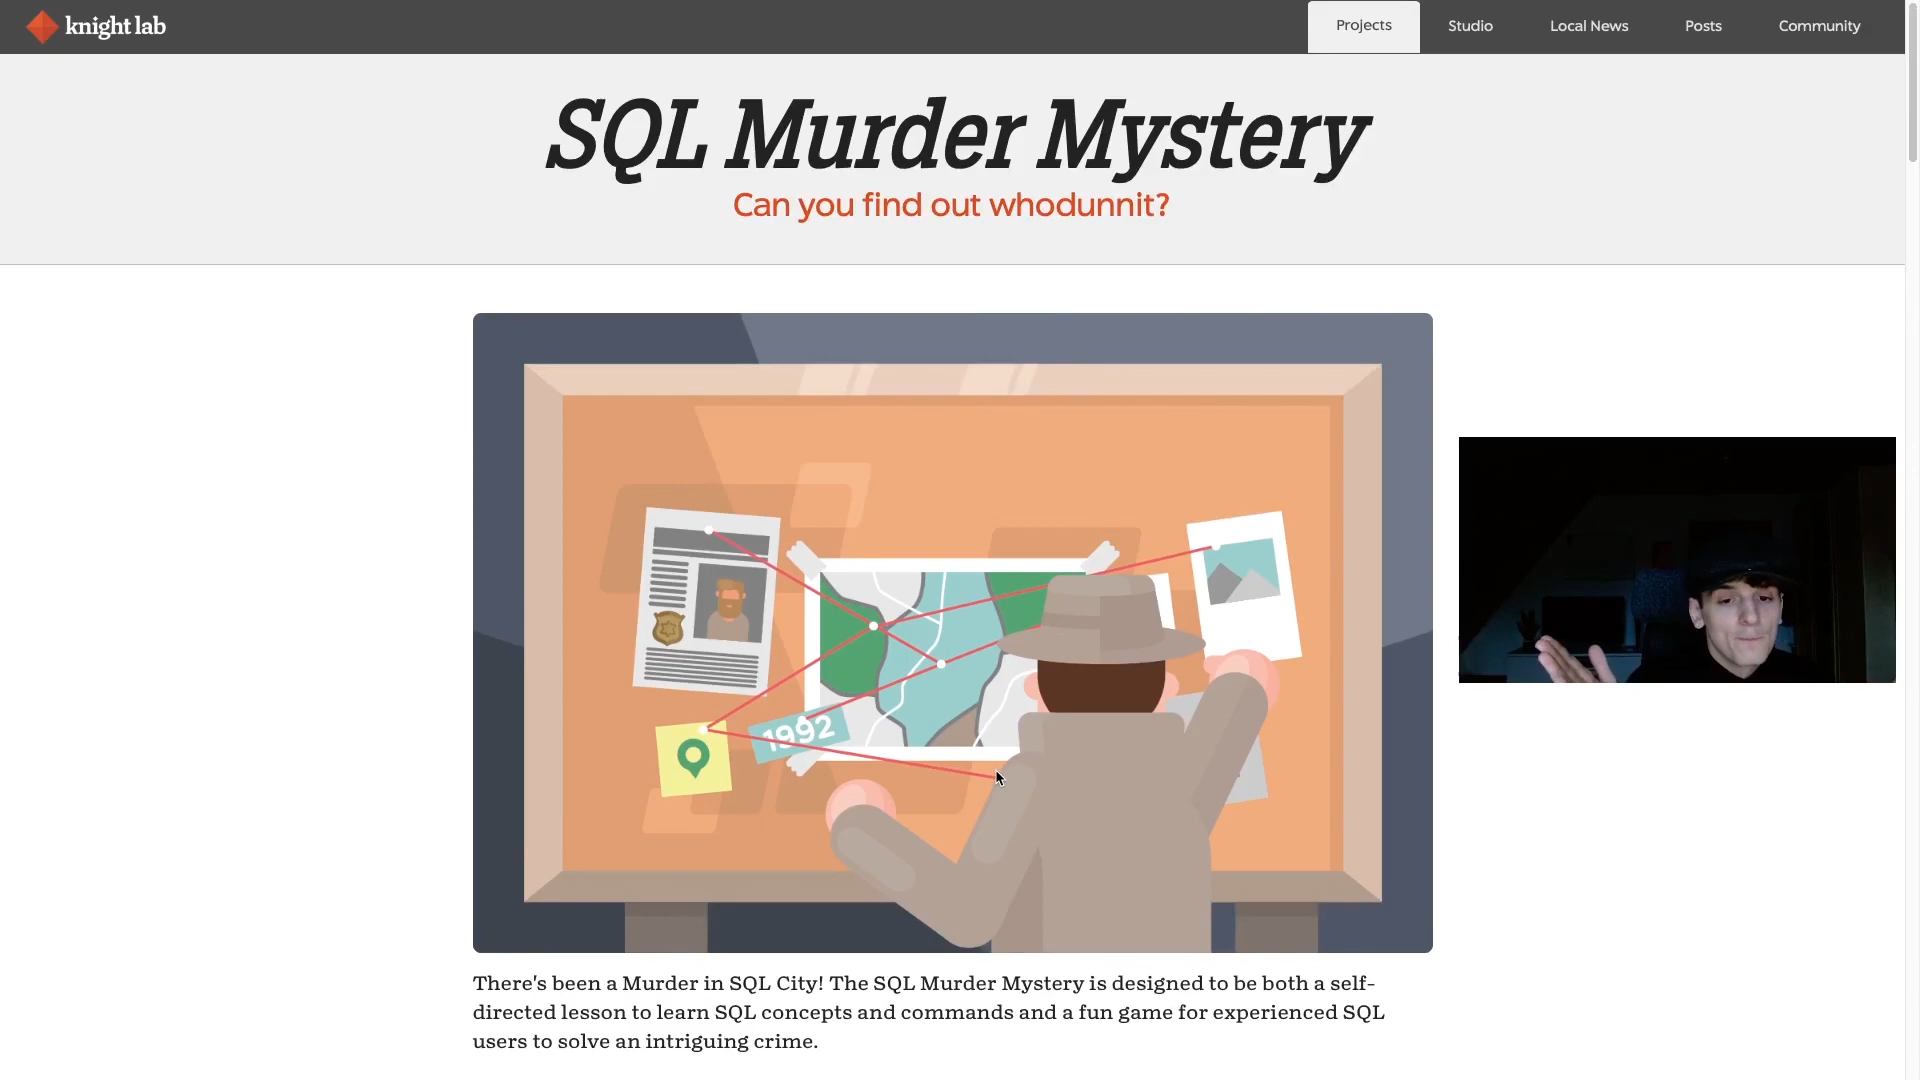 knight lab
Projects
Studio
Local News
Posts
Community
SQL Murder Mystery
Can you find out whodunnit?
1992
There's been a Murder in SQL City! The SQL Murder Mystery is designed to be both a self-
directed lesson to learn SQL concepts and commands and a fun game for experienced SQL
users to solve an intriguing crime.